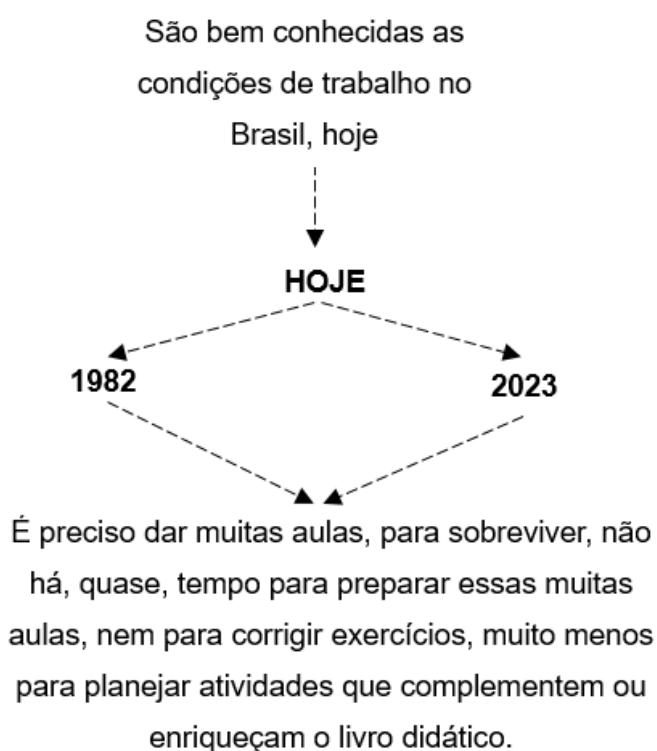 São bem conhecidas as
condições de trabalho no
Brasil, hoje
HOJE
1982
2023
É preciso dar muitas aulas, para sobreviver, não
há, quase, tempo para preparar essas muitas
aulas, nem para corrigir exercícios, muito menos
para planejar atividades que complementem ou
enriqueçam o livro didático.